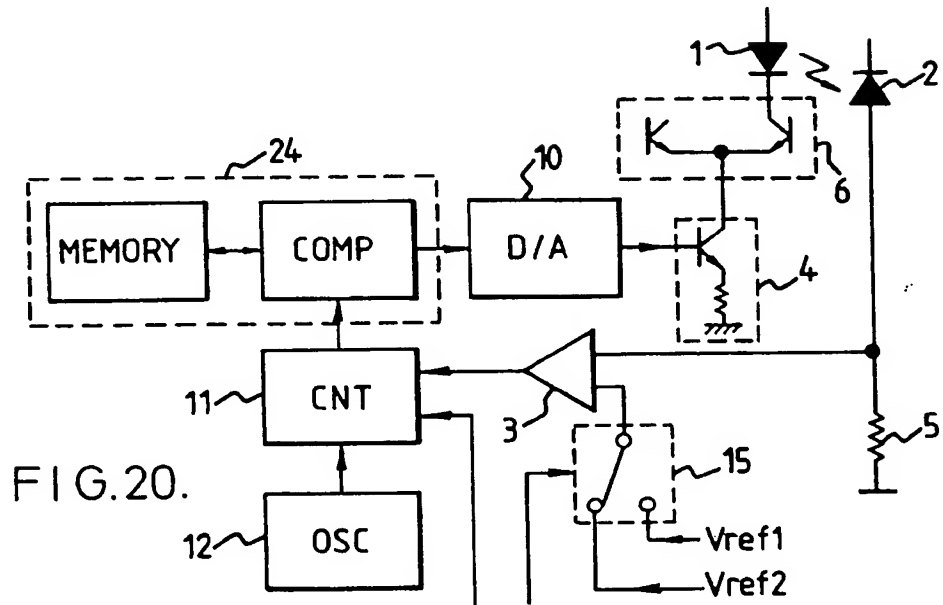 1
2
24
10
6
MEMORY
COMP
D/A
4
11
CNT
3
5
15
FIG.20.
12
OSC
Vref1
Vref2